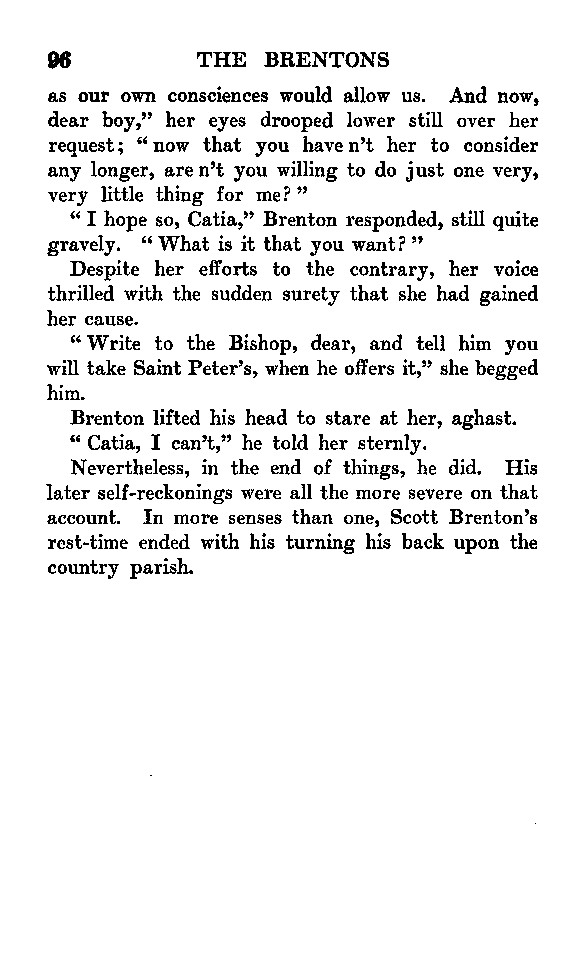 96 THE BRENTONS
as our own consciences would allow us. And now,
dear boy," her eyes drooped lower still over her
request; "now that you have n't her to consider
any longer, are n't you willing to do just one very,
very little thing for me?"
"I hope so, Catia," Brenton responded, still quite
gravely. "What is it that you want?"
Despite her efforts to the contrary, her voice
thrilled with the sudden surety that she had gained
her cause.
"Write to the Bishop, dear, and tell him you
will take Saint Peter's, when he offers it," she begged
him.
Brenton lifted his head to stare at her, aghast.
"Catia, I can't," he told her sternly.
Nevertheless, in the end of things, he did. His
later self-reckonings were all the more severe on that
account. In more senses than one, Scott Brenton's
rest-time ended with his turning his back upon the
country parish.